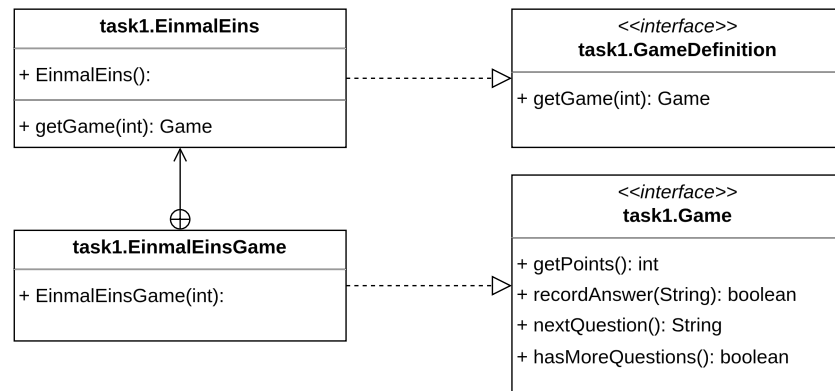 task1.EinmalEins
+ EinmalEins():
+ getGame(int): Game
<<interface>>
task1.GameDefinition
+ getGame(int): Game
task1.EinmalEinsGame
+ EinmalEinsGame(int):
<<interface>>
task1.Game
+ getPoints(): int
+ recordAnswer(String): boolean
+ nextQuestion(): String
+ hasMoreQuestions(): boolean